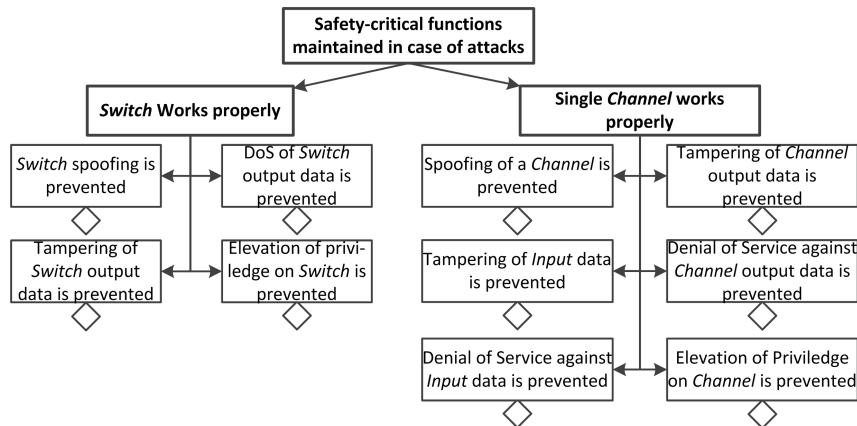 Safety-critical functions
maintained in case of attacks
Switch Works properly
Single Channel works
properly
Switch spoofing is
prevented
DoS of Switch
output data is
prevented
Tampering of
Switch output
data is prevented
Elevation of privi-
ledge on Switch is
prevented
Spoofing of a Channel is
prevented
Tampering of Channel
output data is
prevented
Tampering of Input data
is prevented
Denial of Service against
Channel output data is
prevented
Denial of Service against
Input data is prevented
Elevation of Priviledge
on Channel is prevented